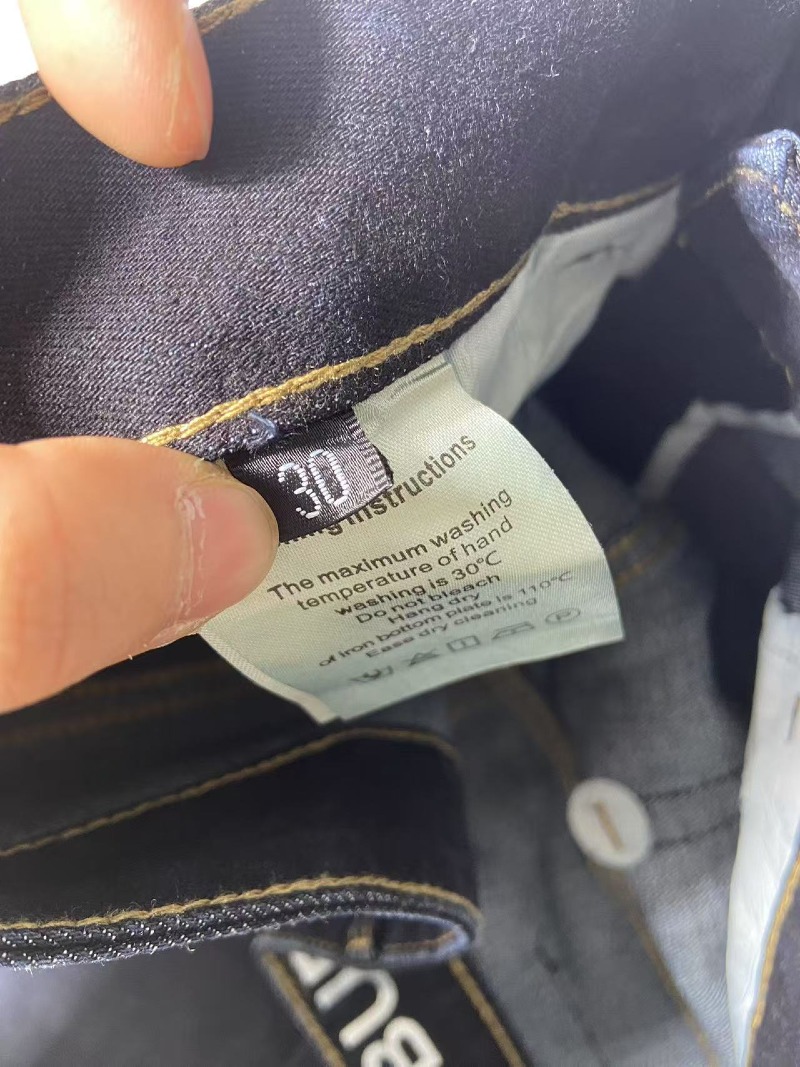 30
Instructions
The maximum washing
temperature of hand
washing is 30°C
Do not bleach
Hang dry
of iron bottom plate is 110°C
Ease dry cleaning
P
BU